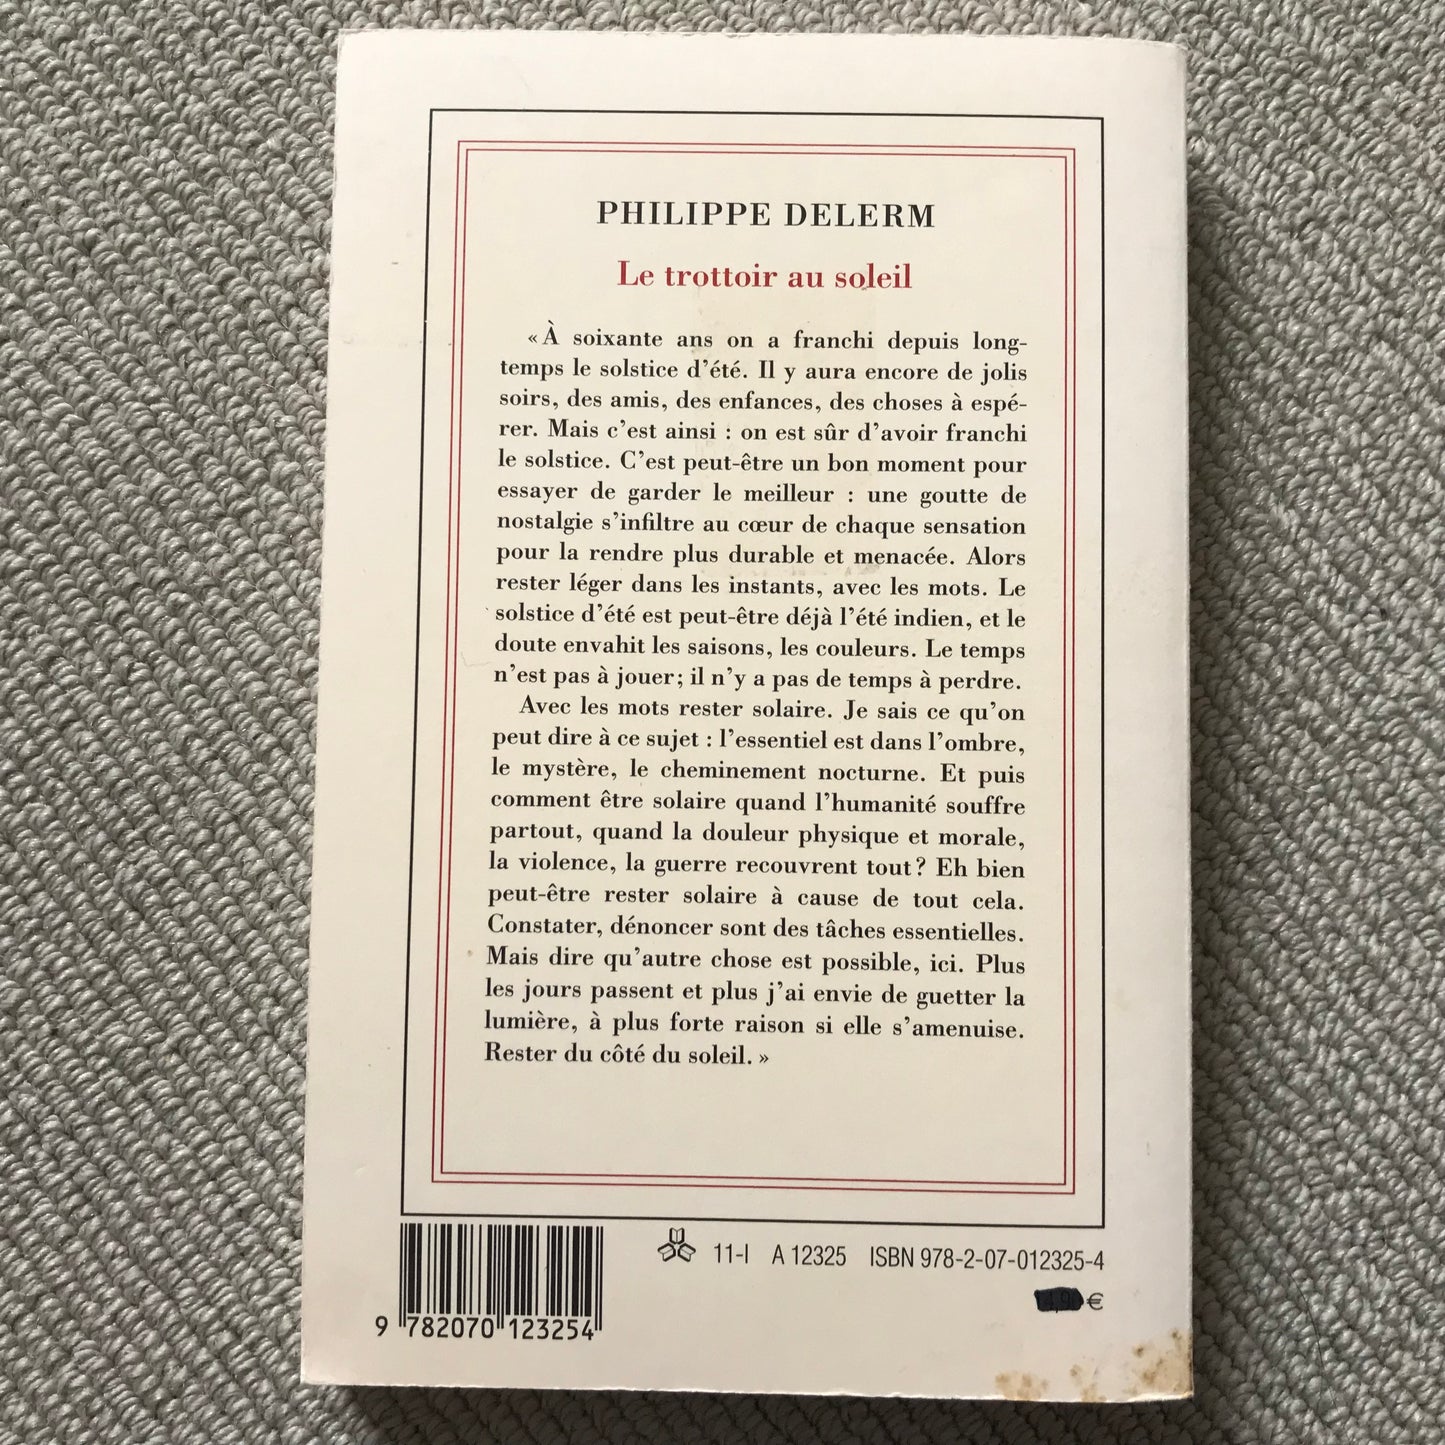 PHILIPPE DELERM
Le trottoir au soleil
« À soixante ans on a franchi depuis long-
temps le solstice d’été. Il y aura encore de jolis
soirs, des amis, des enfances, des choses à espé-
rer. Mais c’est ainsi : on est sûr d’avoir franchi
le solstice. C’est peut-être un bon moment pour
essayer de garder le meilleur : une goutte de
nostalgie s’infiltre au cœur de chaque sensation
pour la rendre plus durable et menacée. Alors
rester léger dans les instants, avec les mots. Le
solstice d’été est peut-être déjà l’été indien, et le
doute envahit les saisons, les couleurs. Le temps
n’est pas à jouer ; il n’y a pas de temps à perdre.
Avec les mots rester solaire. Je sais ce qu’on
peut dire à ce sujet : l’essentiel est dans l’ombre,
le mystère, le cheminement nocturne. Et puis
comment être solaire quand l’humanité souffre
partout, quand la douleur physique et morale,
la violence, la guerre recouvrent tout ? Eh bien
peut-être rester solaire à cause de tout cela.
Constater, dénoncer sont des tâches essentielles.
Mais dire qu’autre chose est possible, ici. Plus
les jours passent et plus j’ai envie de guetter la
lumière, à plus forte raison si elle s’amenuise.
Rester du côté du soleil. »
11-I A 12325 ISBN 978-2-07-012325-4
€
9 782070 123254